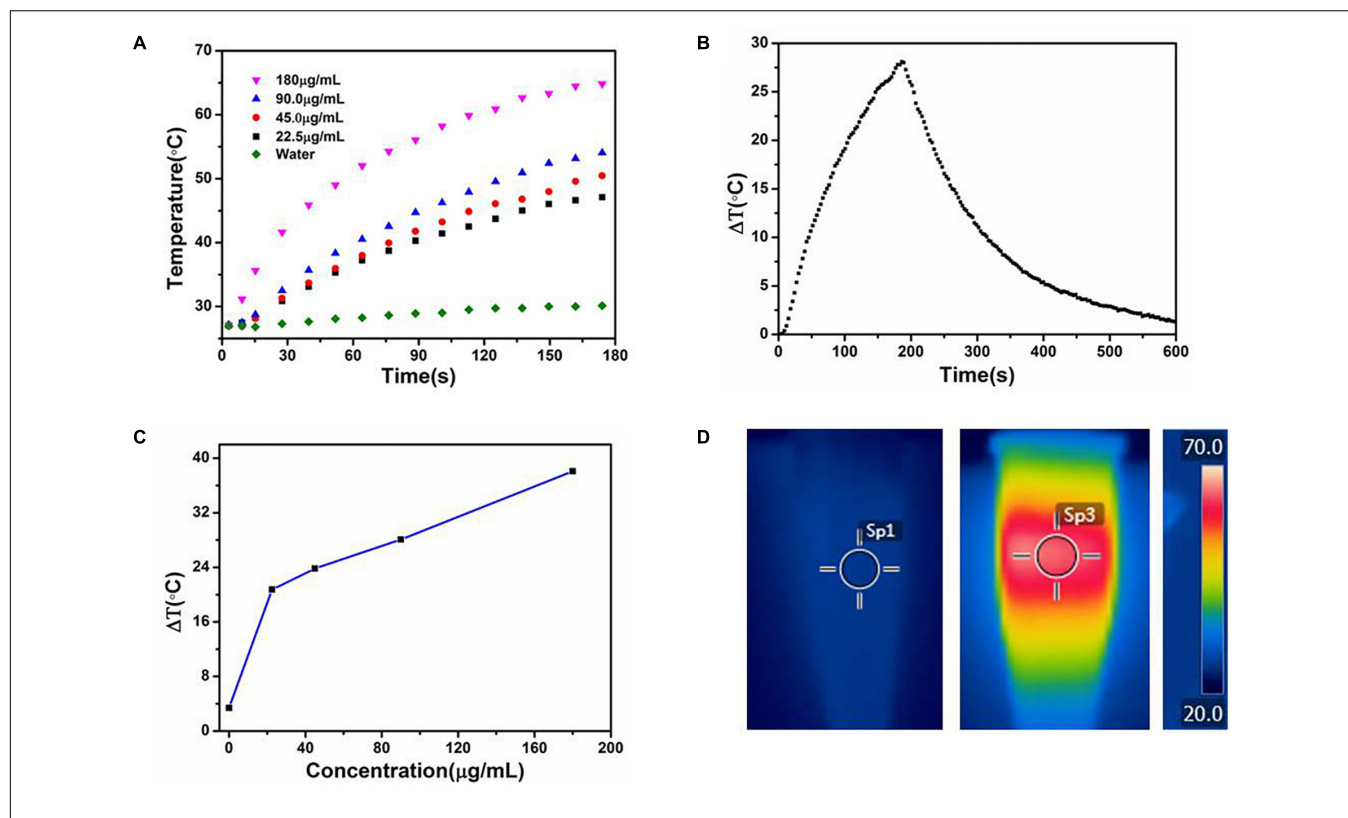 A
70
60
50
40
30
180μg/mL
90.0μg/mL
45.0μg/mL
22.5μg/mL
Water
Temperature(°C)
0 30 60 90 120 150 180
Time(s)
B
30
25
20
15
10
5
0
ΔT(°C)
0 100 200 300 400 500 600
Time(s)
C
40
32
24
16
8
0
ΔT(°C)
0 40 80 120 160 200
Concentration(μg/mL)
D
Sp1
Sp3
70.0
20.0